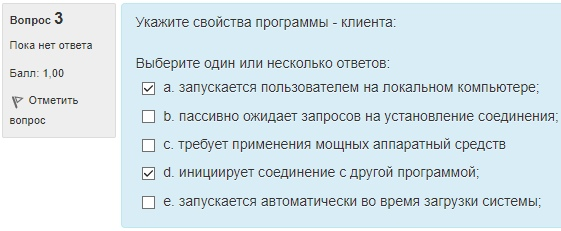 Вопрос 3
Пока нет ответа
Балл: 1,00
Отметить
вопрос
Укажите свойства программы - клиента:
Выберите один или несколько ответов:
a. запускается пользователем на локальном компьютере;
b. пассивно ожидает запросов на установление соединения;
c. требует применения мощных аппаратный средств
d. инициирует соединение с другой программой;
e. запускается автоматически во время загрузки системы;